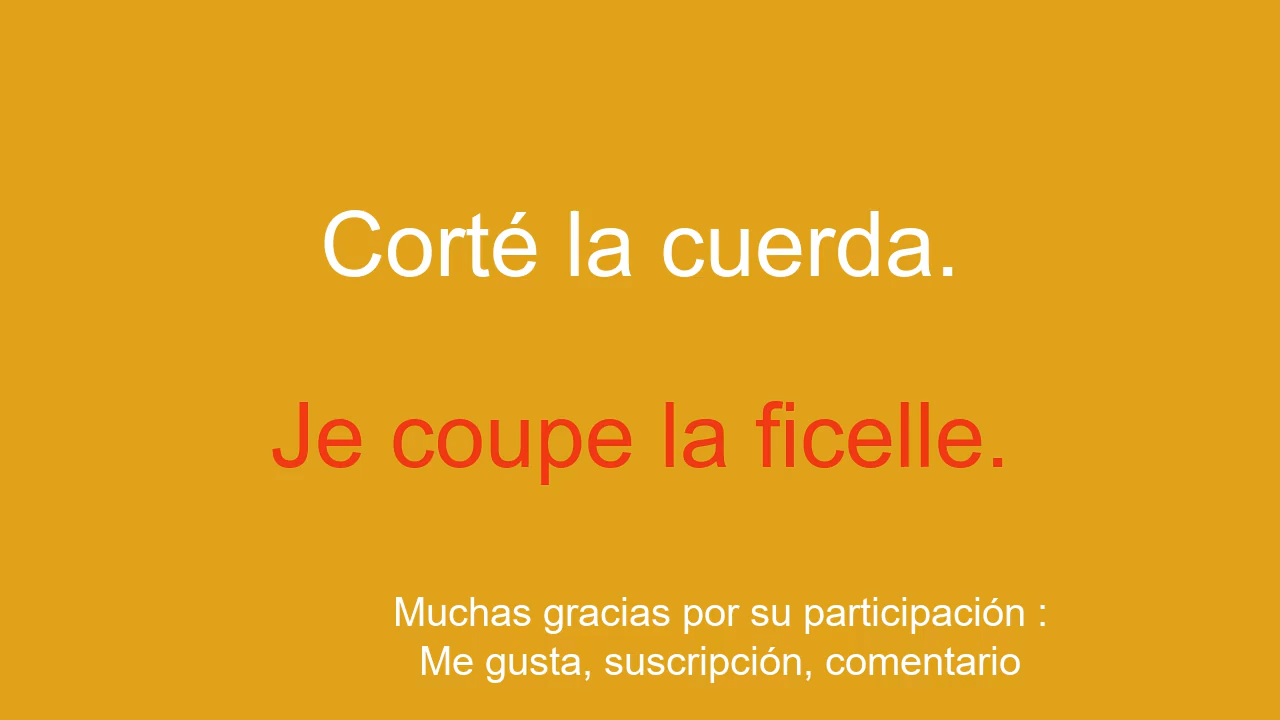 Corté la cuerda.
Je coupe la ficelle.
Muchas gracias por su participación :
Me gusta, suscripción, comentario